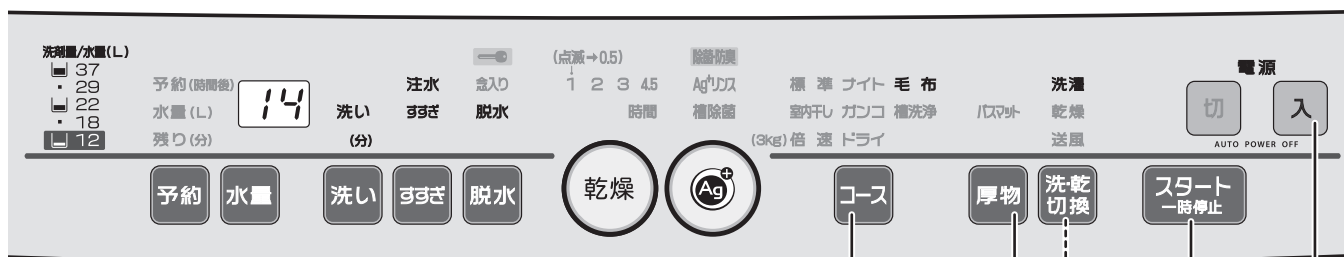 洗剤量/水量(L)
37
29
22
18
12
予約(時間後)
水量(L)
残り(分)
14
洗い
(分)
注水
すすぎ
念入り
脱水
(点滅→0.5)
↓
1 2 3 4.5
時間
除菌・防臭
Ag+リンス
槽除菌
標準 ナイト 毛布
室内干し ガンコ 槽洗浄
(3kg)倍速 ドライ
バスマット
洗濯
乾燥
送風
電源
切
入
AUTO POWER OFF
予約
水量
洗い
すすぎ
脱水
乾燥
Ag+
コース
厚物
洗・乾
切換
スタート
一時停止